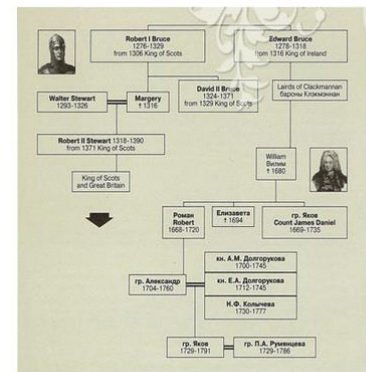 Robert I Bruce
1276-1329
from 1306 King of Scots
Edward Bruce
1278-1318
from 1316 King of Ireland
Walter Stewart
1293-1326
Margery
† 1316
David II Bruce
1324-1371
from 1329 King of Scots
Lairds of Clackmannan
бароны Клэкмэннан
Robert II Stewart 1318-1390
from 1371 King of Scots
King of Scots
and Great Britain
William
Вилим
† 1680
Роман
Robert
1668-1720
Елизавета
† 1694
гр. Яков
Count James Daniel
1669-1735
гр. Александр
1704-1760
кн. А.М. Долгорукова
1700-1745
кн. Е.А. Долгорукова
1712-1745
Н.Ф. Колычева
1730-1777
гр. Яков
1729-1791
гр. П.А. Румянцева
1729-1786